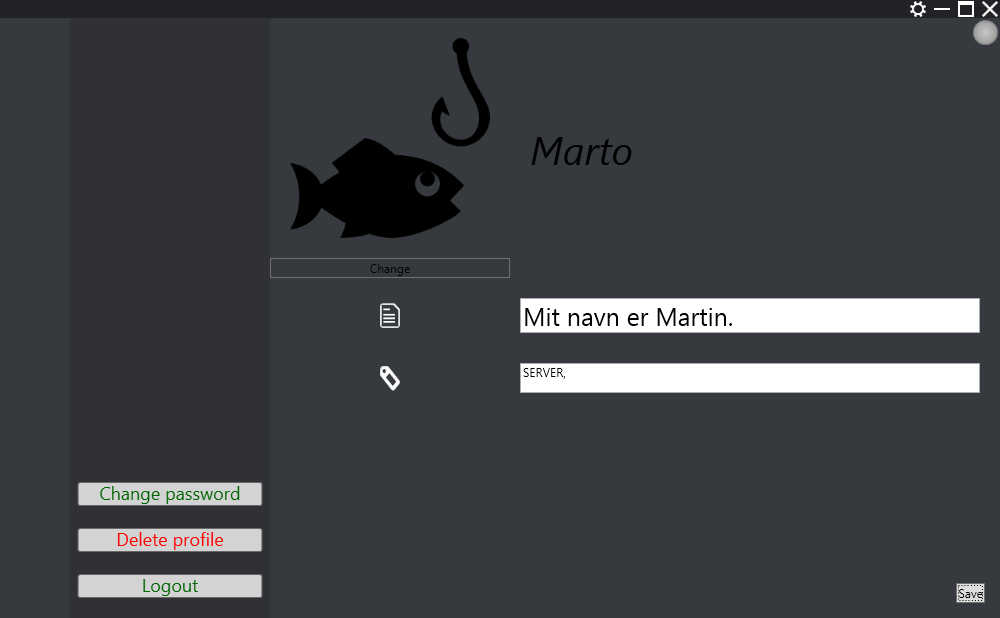 Marto
Change
Mit navn er Martin.
SERVER,
Change password
Delete profile
Logout
Save